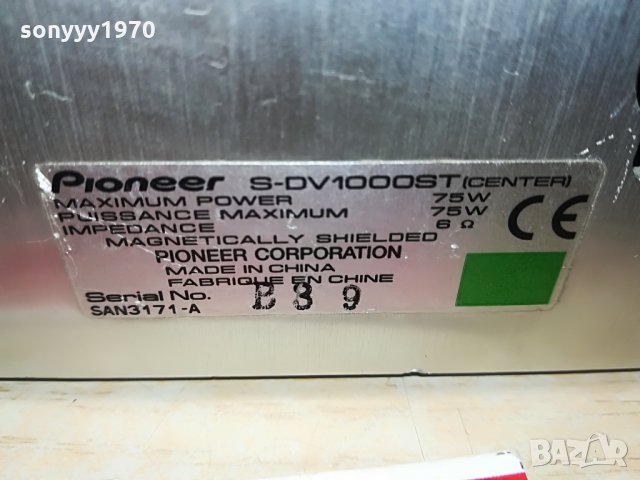 sonyyy1970
Pioneer S-DV1000ST (CENTER)
MAXIMUM POWER 75W
PUISSANCE MAXIMUM 75W
IMPEDANCE 6 Ω
MAGNETICALLY SHIELDED
PIONEER CORPORATION
MADE IN CHINA
FABRIQUÉ EN CHINE
Serial No. B39
SAN3171-A
CE
BAZAR